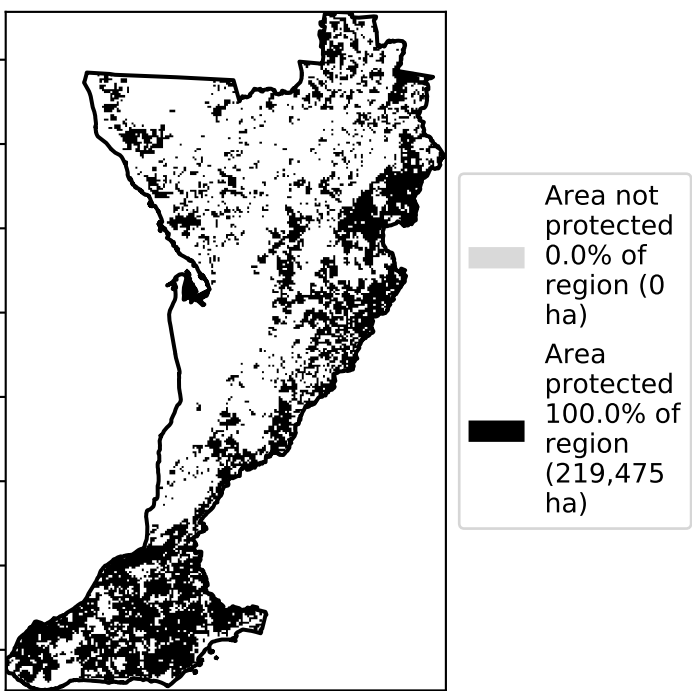 Area not
protected
0.0% of
region (0
ha)
Area
protected
100.0% of
region
(219,475
ha)